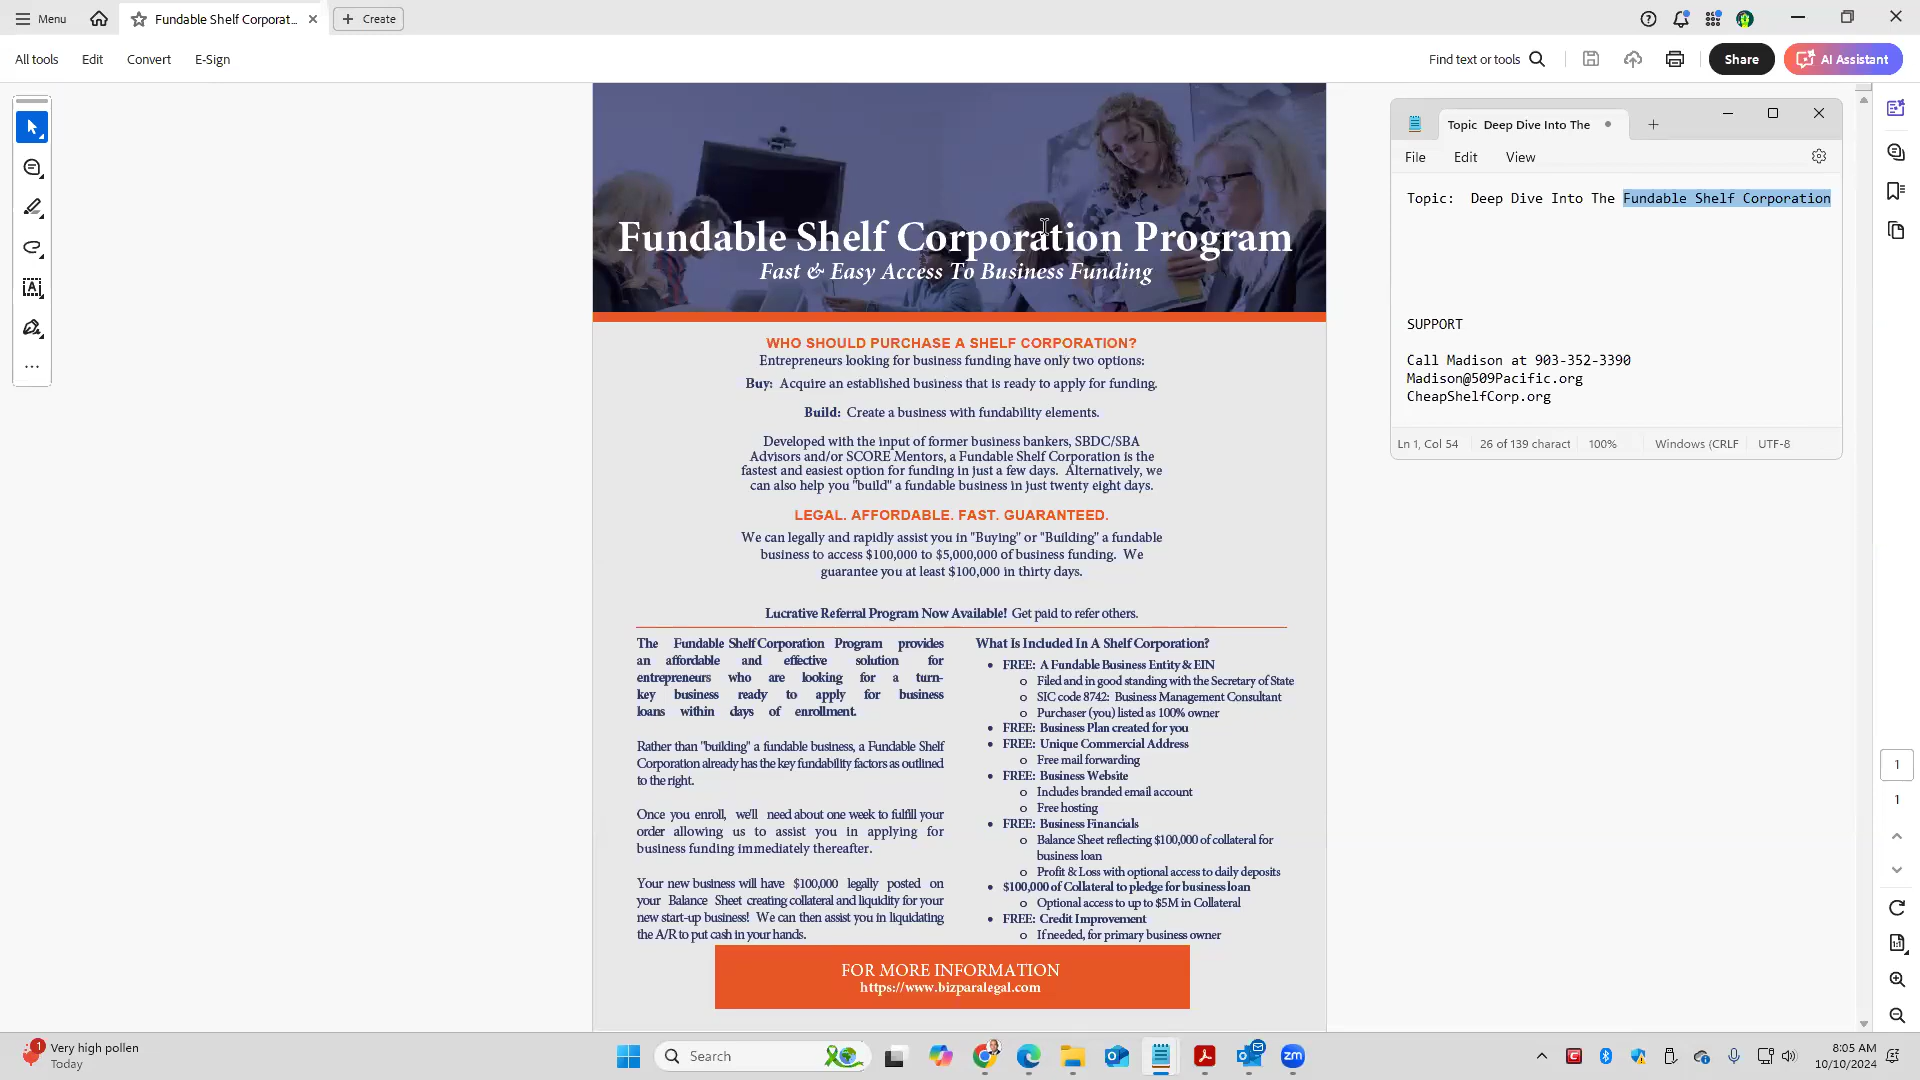 Menu
Fundable Shelf Corporat...
Create
All tools
Edit
Convert
E-Sign
Find text or tools
Share
AI Assistant
Fundable Shelf Corporation Program
Fast & Easy Access To Business Funding
WHO SHOULD PURCHASE A SHELF CORPORATION?
Entrepreneurs looking for business funding have only two options:
Buy: Acquire an established business that is ready to apply for funding.
Build: Create a business with fundability elements.
Developed with the input of former business bankers, SBDC/SBA
Advisors and/or SCORE Mentors, a Fundable Shelf Corporation is the
fastest and easiest option for funding in just a few days. Alternatively, we
can also help you "build" a fundable business in just twenty eight days.
LEGAL. AFFORDABLE. FAST. GUARANTEED.
We can legally and rapidly assist you in "Buying" or "Building" a fundable
business to access $100,000 to $5,000,000 of business funding. We
guarantee you at least $100,000 in thirty days.
Lucrative Referral Program Now Available! Get paid to refer others.
The Fundable Shelf Corporation Program provides
an affordable and effective solution for
entrepreneurs who are looking for a turn-
key business ready to apply for business
loans within days of enrollment.
Rather than "building" a fundable business, a Fundable Shelf
Corporation already has the key fundability factors as outlined
to the right.
Once you enroll, we'll need about one week to fulfill your
order allowing us to assist you in applying for
business funding immediately thereafter.
Your new business will have $100,000 legally posted on
your Balance Sheet creating collateral and liquidity for your
new start-up business! We can then assist you in liquidating
the A/R to put cash in your hands.
What Is Included In A Shelf Corporation?
• FREE: A Fundable Business Entity & EIN
o Filed and in good standing with the Secretary of State
o SIC code 8742: Business Management Consultant
o Purchaser (you) listed as 100% owner
• FREE: Business Plan created for you
• FREE: Unique Commercial Address
o Free mail forwarding
• FREE: Business Website
o Includes branded email account
o Free hosting
• FREE: Business Financials
o Balance Sheet reflecting $100,000 of collateral for
business loan
o Profit & Loss with optional access to daily deposits
• $100,000 of Collateral to pledge for business loan
o Optional access to up to $5M in Collateral
• FREE: Credit Improvement
o If needed, for primary business owner
FOR MORE INFORMATION
https://www.bizparalegal.com
Topic Deep Dive Into The
File
Edit
View
Topic: Deep Dive Into The Fundable Shelf Corporation
SUPPORT
Call Madison at 903-352-3390
Madison@509Pacific.org
CheapShelfCorp.org
Ln 1, Col 54
26 of 139 charact
100%
Windows (CRLF
UTF-8
1
1
1
Very high pollen
Today
Search
zm
8:05 AM
10/10/2024